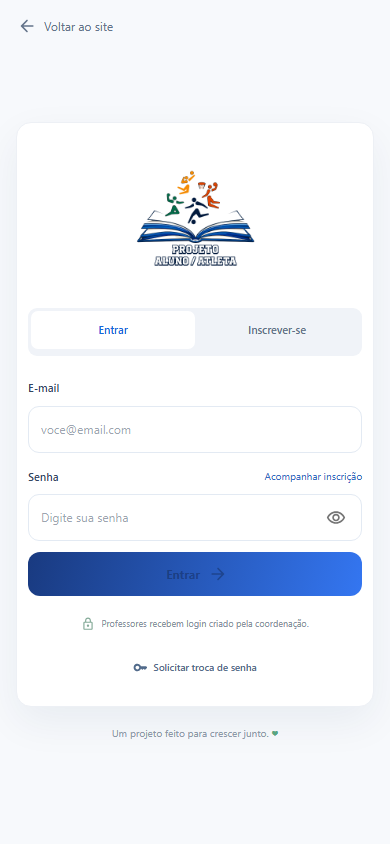 Voltar ao site
PROJETO
ALUNO / ATLETA
Entrar
Inscrever-se
E-mail
voce@email.com
Senha
Acompanhar inscrição
Digite sua senha
Entrar
Professores recebem login criado pela coordenação.
Solicitar troca de senha
Um projeto feito para crescer junto.